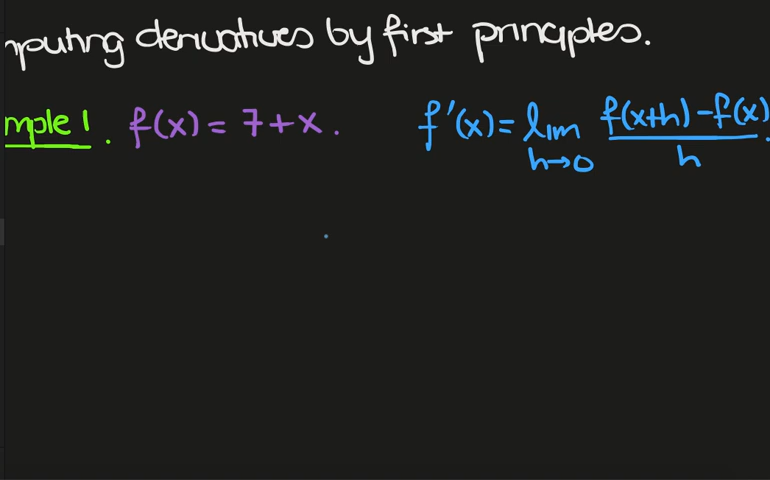 mputing derivatives by first principles.
mple 1. f(x) = 7 + x. f'(x) = lim h→0 f(x+h) - f(x) / h.